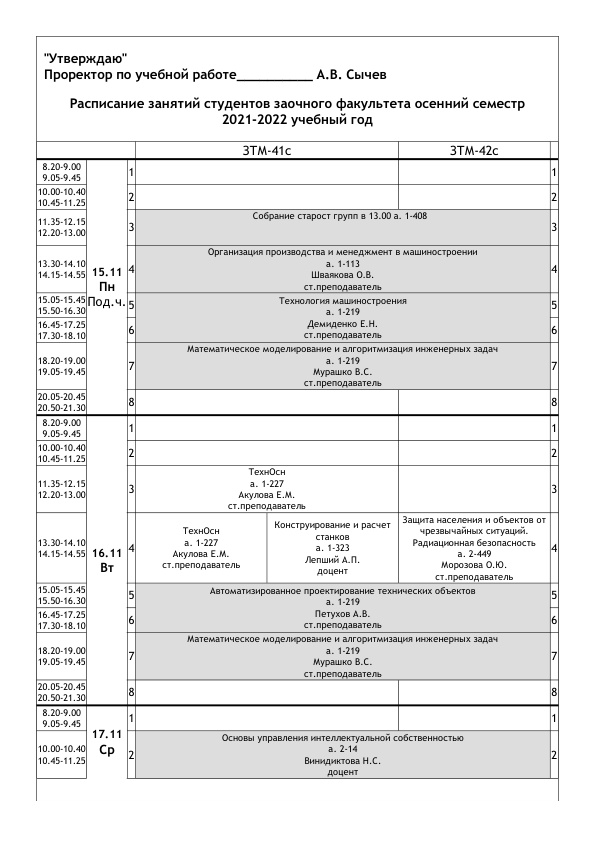 "Утверждаю"
Проректор по учебной работе___________ А.В. Сычев
Расписание занятий студентов заочного факультета осенний семестр
2021-2022 учебный год
ЗТМ-41с ЗТМ-42с
8.20-9.00
9.05-9.45
1 1
10.00-10.40
10.45-11.25
2 2
11.35-12.15
12.20-13.00
3 Собрание старост групп в 13.00 а. 1-408 3
15.11
Пн
Под.ч.
13.30-14.10
14.15-14.55
4
Организация производства и менеджмент в машиностроении
а. 1-113
Шваякова О.В.
ст.преподаватель
4
15.05-15.45
15.50-16.30
5
Технология машиностроения
а. 1-219
5
16.45-17.25
17.30-18.10
6
Демиденко Е.Н.
ст.преподаватель
6
18.20-19.00
19.05-19.45
7
Математическое моделирование и алгоритмизация инженерных задач
а. 1-219
Мурашко В.С.
ст.преподаватель
7
20.05-20.45
20.50-21.30
8 8
8.20-9.00
9.05-9.45
1 1
10.00-10.40
10.45-11.25
2 2
11.35-12.15
12.20-13.00
3
ТехнОсн
а. 1-227
Акулова Е.М.
ст.преподаватель
3
16.11
Вт
13.30-14.10
14.15-14.55
4
ТехнОсн
а. 1-227
Акулова Е.М.
ст.преподаватель
Конструирование и расчет
станков
а. 1-323
Лепший А.П.
доцент
Защита населения и объектов от
чрезвычайных ситуаций.
Радиационная безопасность
а. 2-449
Морозова О.Ю.
ст.преподаватель
4
15.05-15.45
15.50-16.30
5
Автоматизированное проектирование технических объектов
а. 1-219
5
16.45-17.25
17.30-18.10
6
Петухов А.В.
ст.преподаватель
6
18.20-19.00
19.05-19.45
7
Математическое моделирование и алгоритмизация инженерных задач
а. 1-219
Мурашко В.С.
ст.преподаватель
7
20.05-20.45
20.50-21.30
8 8
8.20-9.00
9.05-9.45
1 1
17.11
Ср
10.00-10.40
10.45-11.25
2
Основы управления интеллектуальной собственностью
а. 2-14
Винидиктова Н.С.
доцент
2